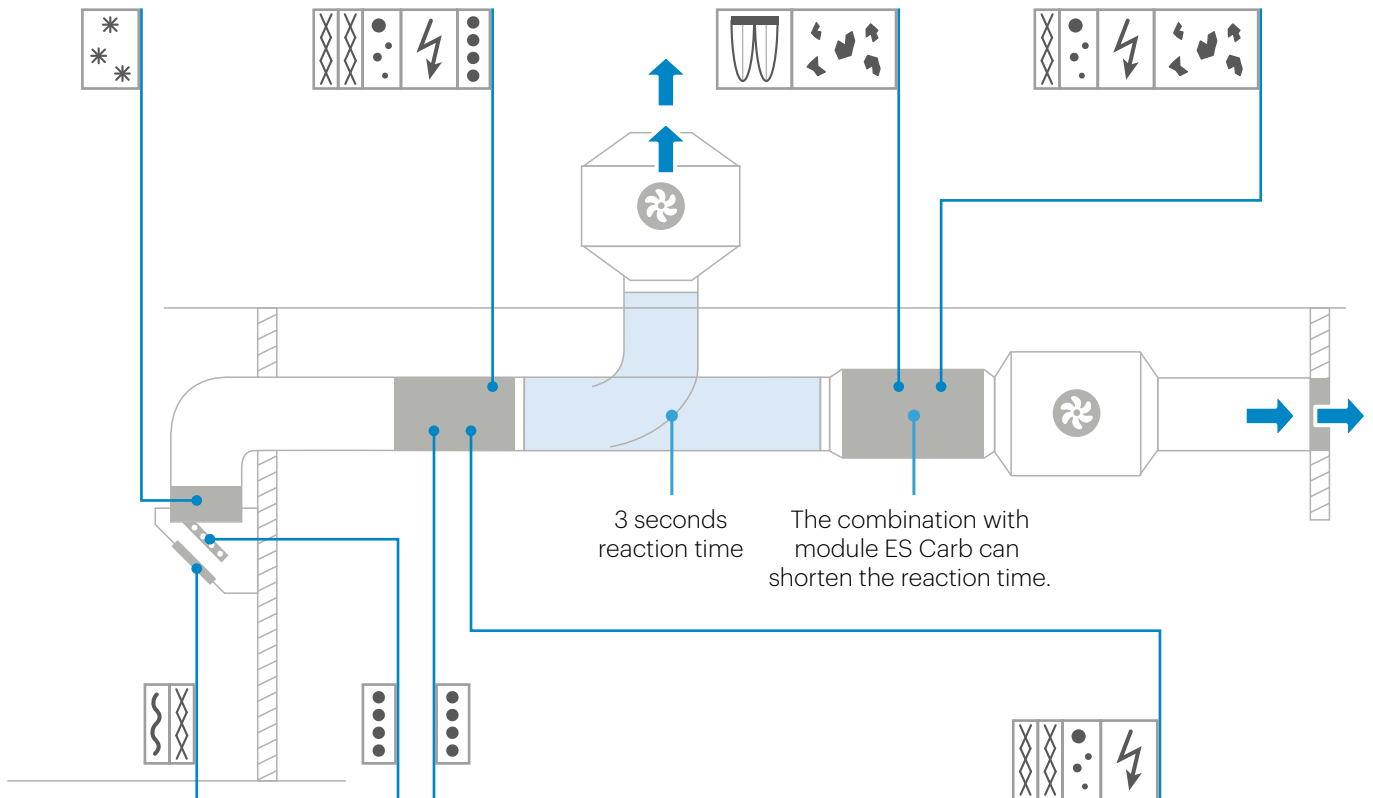 3 seconds
reaction time
The combination with
module ES Carb can
shorten the reaction time.